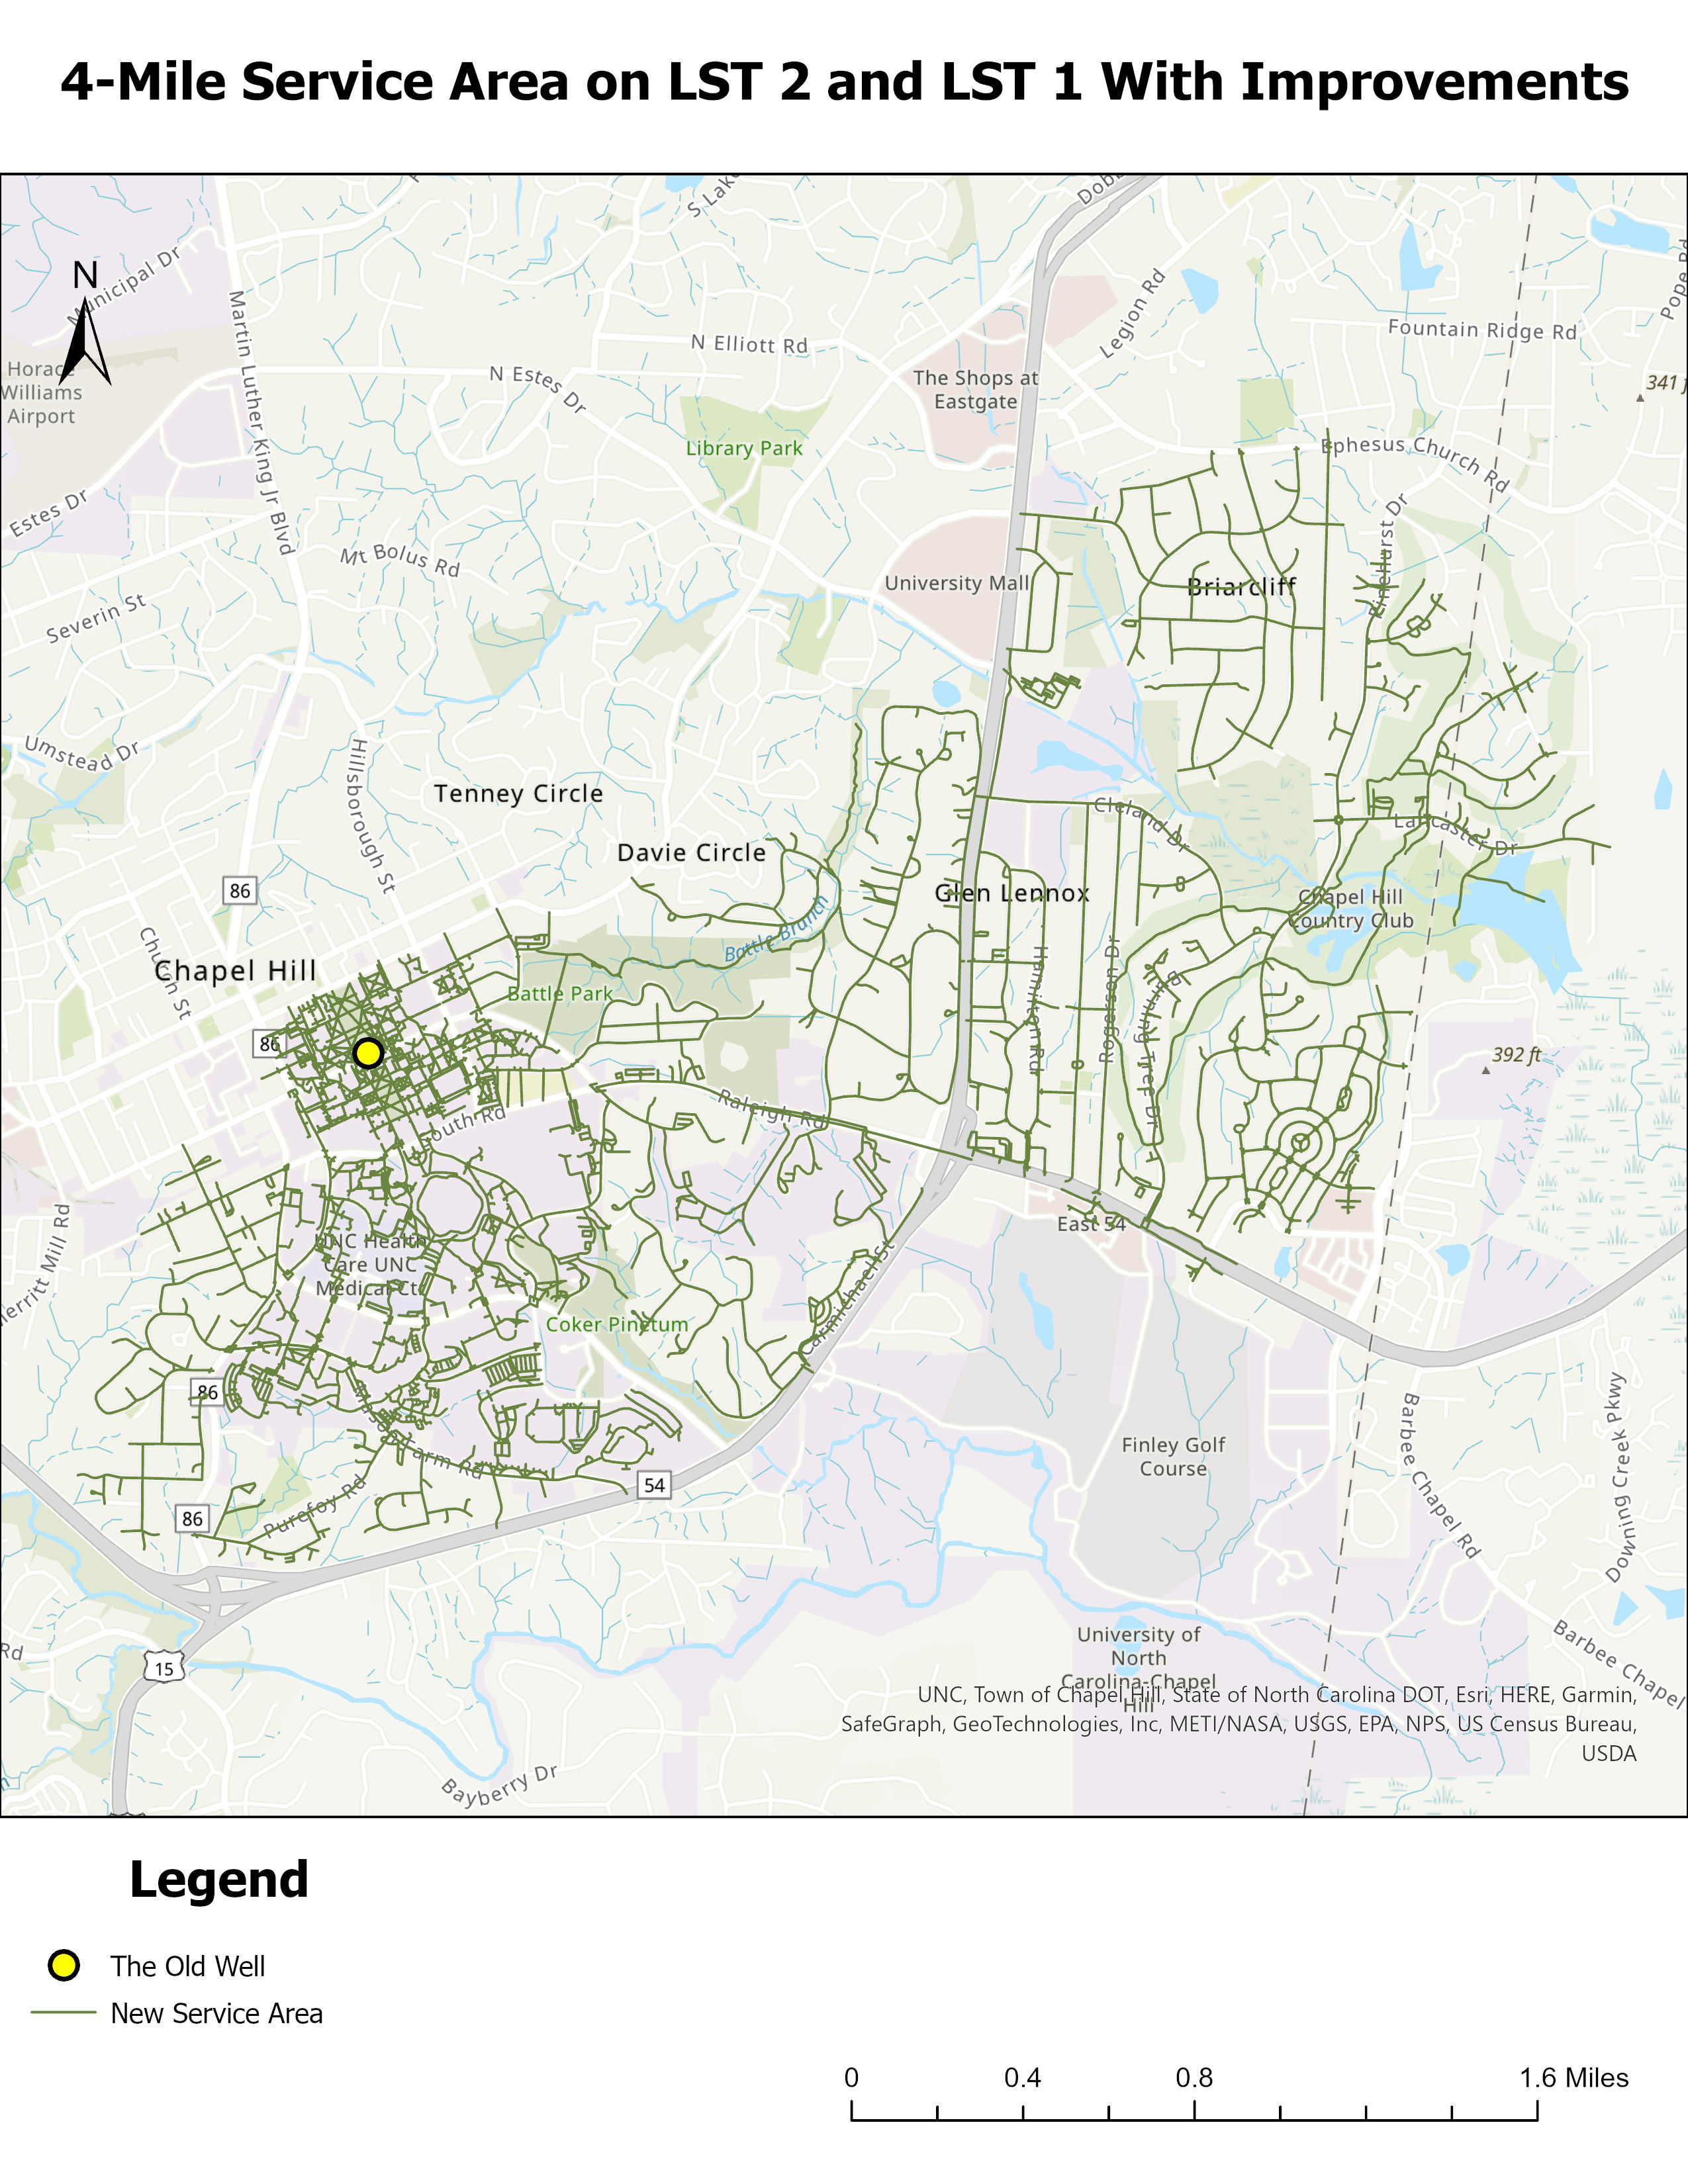 4-Mile Service Area on LST 2 and LST 1 With Improvements
S Lake
N
Municipal Dr
Legion Rd
Pope Rd
Martin Luther King Jr Blvd
Fountain Ridge Rd
N Elliott Rd
Horace
Williams
Airport
N Estes Dr
The Shops at
Eastgate
341 f
Library Park
Ephesus Church Rd
Estes Dr
Mt Bolus Rd
Pinehurst Dr
University Mall
Briarcliff
Severin St
Umstead Dr
Hillsborough St
Tenney Circle
Cleland Dr
Lancaster Dr
Davie Circle
86
Glen Lennox
Chapel Hill
Country Club
Battle Branch
Church St
Chapel Hill
Battle Park
Hamilton Rd
Rogerson Dr
Burning Tree Dr
86
392 ft
Raleigh Rd
South Rd
East 54
Merritt Mill Rd
UNC Health
Care UNC
Medical Ctr
Carmichael St
Coker Pinetum
86
Mason Farm Rd
Barbee Chapel Rd
Downing Creek Pkwy
Finley Golf
Course
54
Purefoy Rd
86
Rd
15
University of
North
Carolina-Chapel
Hill
Barbee Chapel
Bayberry Dr
UNC, Town of Chapel Hill, State of North Carolina DOT, Esri, HERE, Garmin,
SafeGraph, GeoTechnologies, Inc, METI/NASA, USGS, EPA, NPS, US Census Bureau,
USDA
Legend
The Old Well
New Service Area
0 0.4 0.8 1.6 Miles